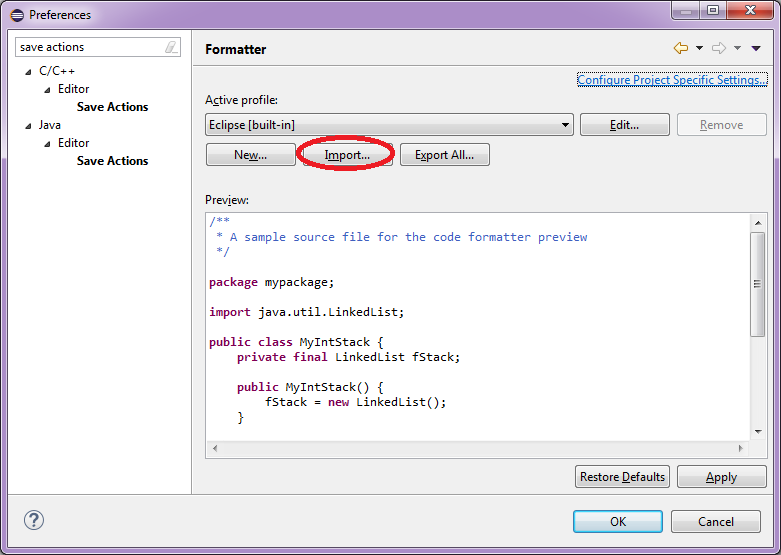 Preferences
save actions
Formatter
Configure Project Specific Settings...
C/C++
Editor
Save Actions
Java
Editor
Save Actions
Active profile:
Eclipse [built-in]
Edit...
Remove
New...
Import...
Export All...
Preview:
/**
 * A sample source file for the code formatter preview
 */
package mypackage;
import java.util.LinkedList;
public class MyIntStack {
    private final LinkedList fStack;
    public MyIntStack() {
        fStack = new LinkedList();
    }
Restore Defaults
Apply
?
OK
Cancel